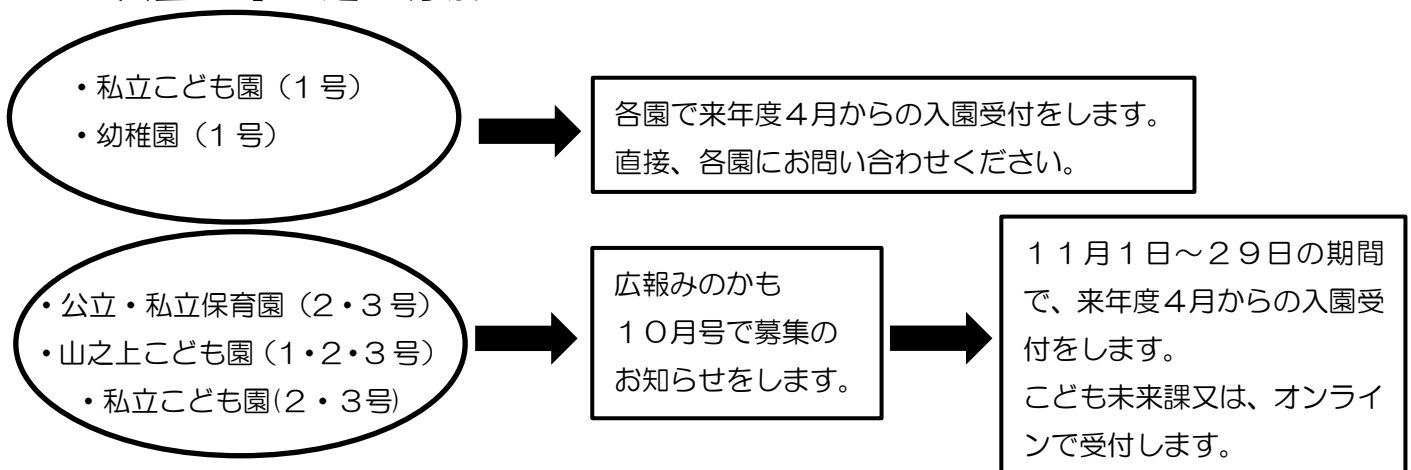 ・私立こども園（1号）
・幼稚園（1号）
各園で来年度４月からの入園受付をします。
直接、各園にお問い合わせください。
・公立・私立保育園（2・3号）
・山之上こども園（1・2・3号）
・私立こども園(2・3号)
広報みのかも
１０月号で募集の
お知らせをします。
１１月１日～２９日の期間
で、来年度４月からの入園受
付をします。
こども未来課又は、オンライ
ンで受付します。